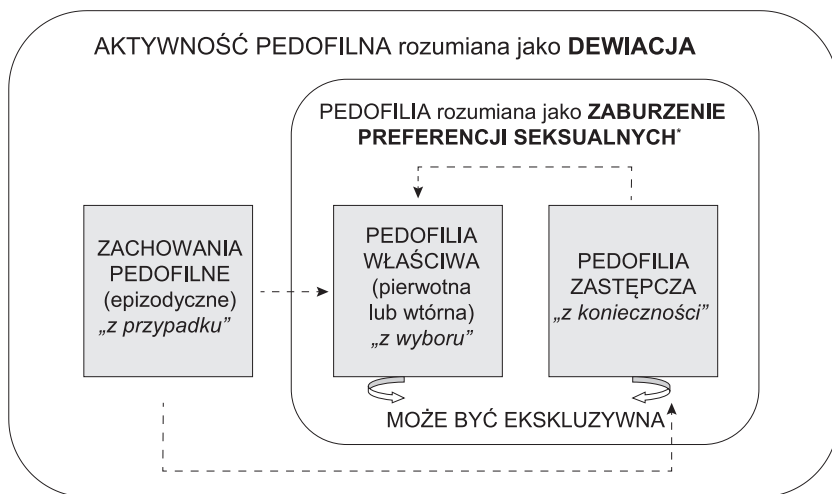 AKTYWNOŚĆ PEDOFILNA rozumiana jako DEWIACJA
PEDOFILIA rozumiana jako ZABURZENIE
PREFERENCJI SEKSUALNYCH*
ZACHOWANIA
PEDOFILNE
(epizodyczne)
„z przypadku”
PEDOFILIA
WŁAŚCIWA
(pierwotna
lub wtórna)
„z wyboru”
PEDOFILIA
ZASTĘPCZA
„z konieczności”
MOŻE BYĆ EKSKLUZYWNA